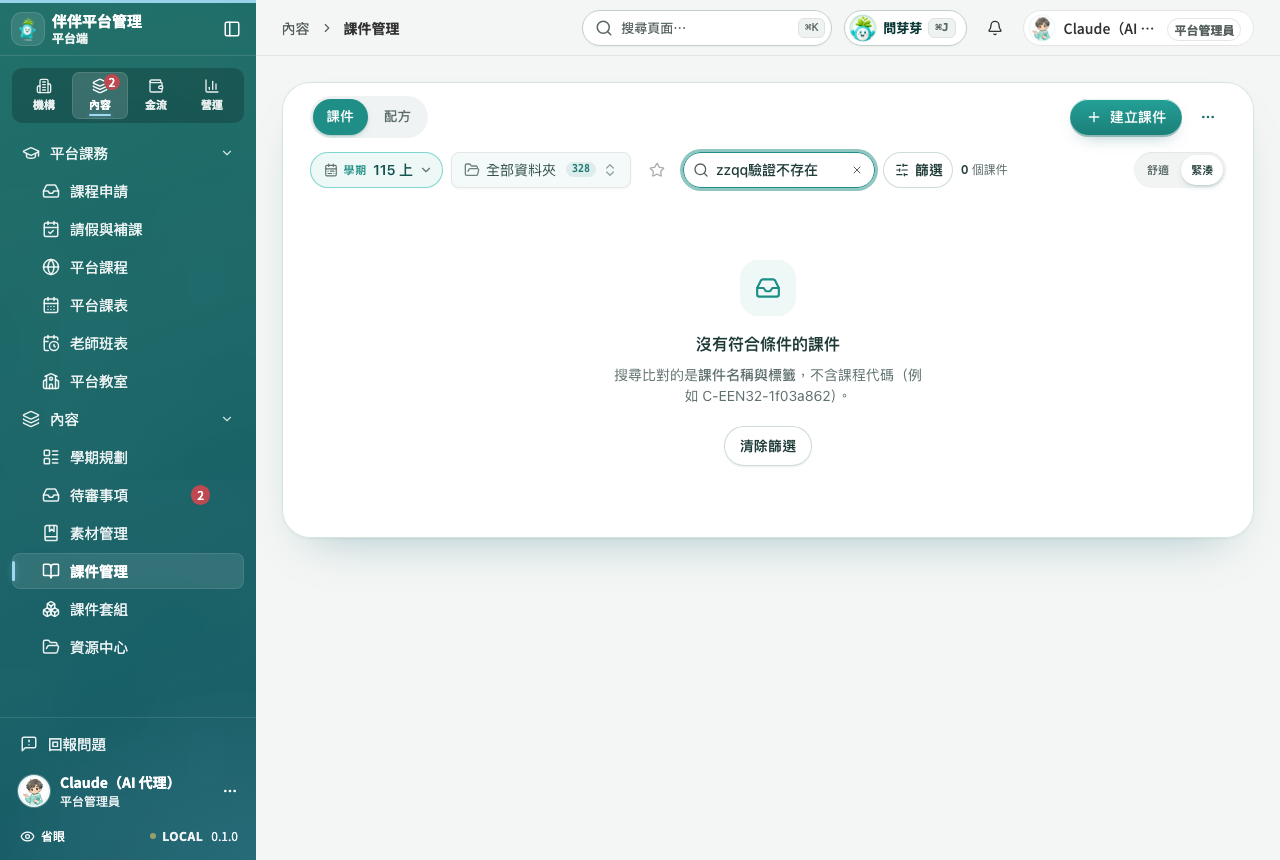 伴伴平台管理
平台端
內容 > 課件管理
搜尋頁面⋯ ⌘K
問芽芽 ⌘J
Claude（AI ⋯ 平台管理員
機構
內容 2
金流
營運
課件 配方
+ 建立課件 ⋯
學期 115 上
全部資料夾 328
zzqq驗證不存在 ×
篩選
0 個課件
舒適 緊湊
平台課務
課程申請
請假與補課
平台課程
平台課表
老師班表
平台教室
內容
學期規劃
待審事項 2
素材管理
課件管理
課件套組
資源中心
沒有符合條件的課件
搜尋比對的是課件名稱與標籤，不含課程代碼（例
如 C-EEN32-1f03a862）。
清除篩選
回報問題
Claude（AI 代理）
平台管理員
⋯
省眼
LOCAL 0.1.0